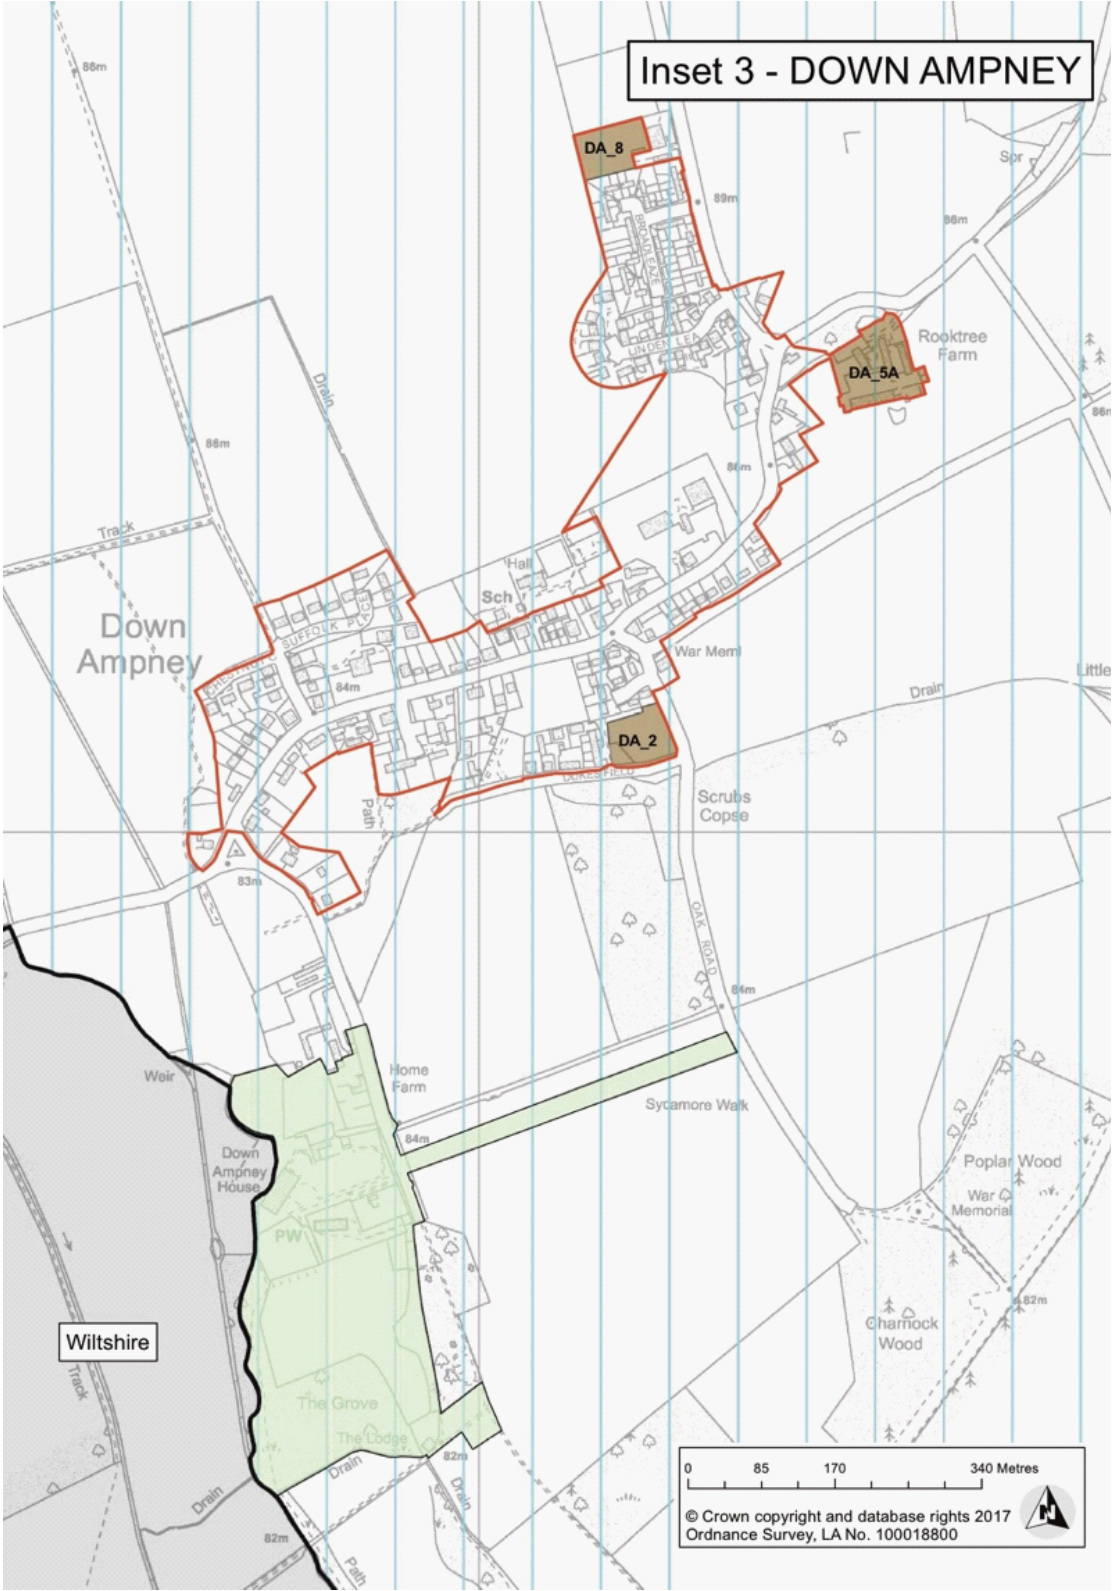 Inset 3 - DOWN AMPNEY
86m
DA_8
Spr
89m
86m
BROADLEAZE
LINDEN LEA
Rooktree
Farm
DA_5A
Drain
86m
86m
86m
Track
Hall
Sch
Down
Ampney
CHESTNUT
SUFFOLK PLACE
War Meml
84m
Little
Drain
DA_2
DUKES FIELD
Path
Scrubs
Copse
83m
OAK ROAD
84m
Weir
Home
Farm
Sycamore Walk
84m
Down
Ampney
House
Poplar Wood
War
Memorial
PW
82m
Charnock
Wood
Wiltshire
Track
The Grove
The Lodge
82m
Drain
Drain
Drain
82m
Path
0 85 170 340 Metres
© Crown copyright and database rights 2017
Ordnance Survey, LA No. 100018800
N